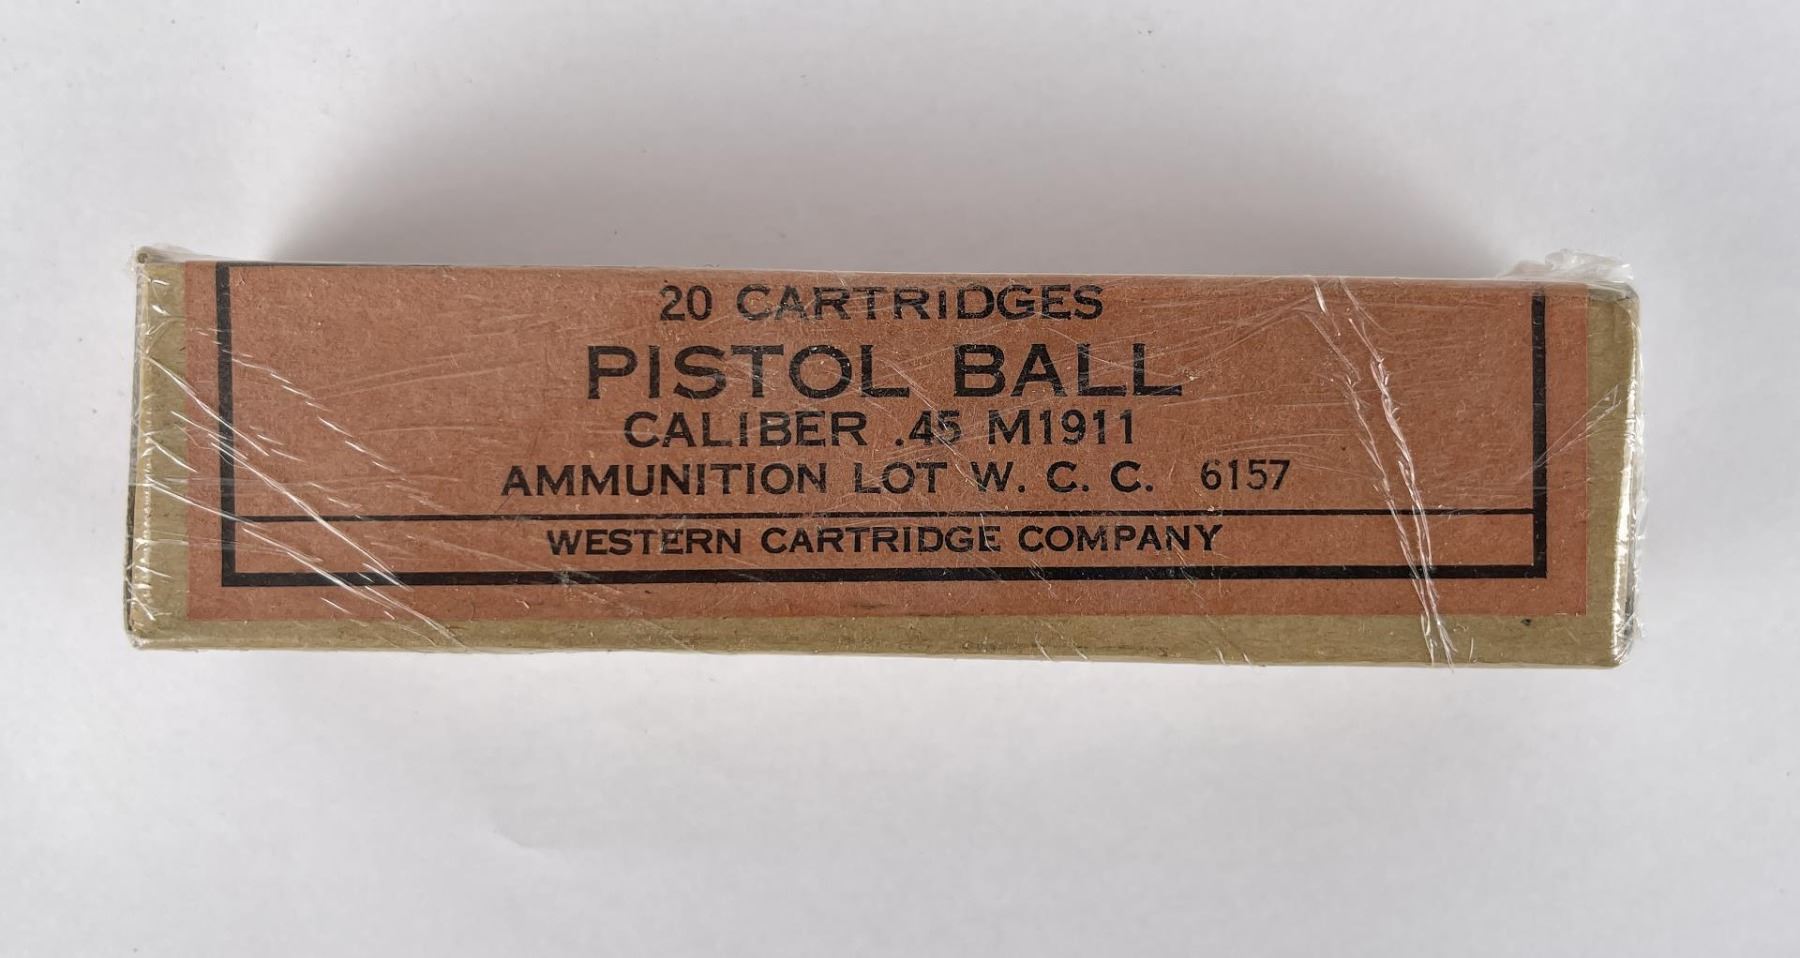 20 CARTRIDGES
PISTOL BALL
CALIBER .45 M1911
AMMUNITION LOT W. C. C. 6157
WESTERN CARTRIDGE COMPANY